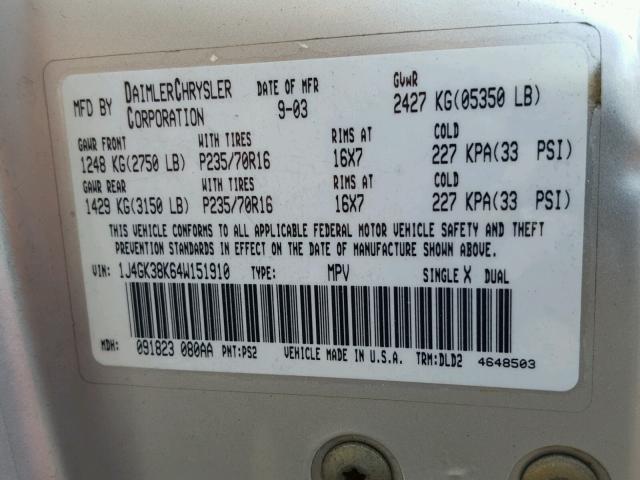 MFD BY DAIMLERCHRYSLER CORPORATION DATE OF MFR 9-03 GVWR 2427 KG(05350 LB)
GAWR FRONT WITH TIRES RIMS AT COLD
1248 KG(2750 LB) P235/70R16 16X7 227 KPA(33 PSI)
GAWR REAR WITH TIRES RIMS AT COLD
1429 KG(3150 LB) P235/70R16 16X7 227 KPA(33 PSI)
THIS VEHICLE CONFORMS TO ALL APPLICABLE FEDERAL MOTOR VEHICLE SAFETY AND THEFT
PREVENTION STANDARDS IN EFFECT ON THE DATE OF MANUFACTURE SHOWN ABOVE.
VIN: 1J4GK38K64W151910 TYPE: MPV SINGLE X DUAL
MDH: 091823 080AA PNT:PS2 VEHICLE MADE IN U.S.A. TRM:DLD2 4648503